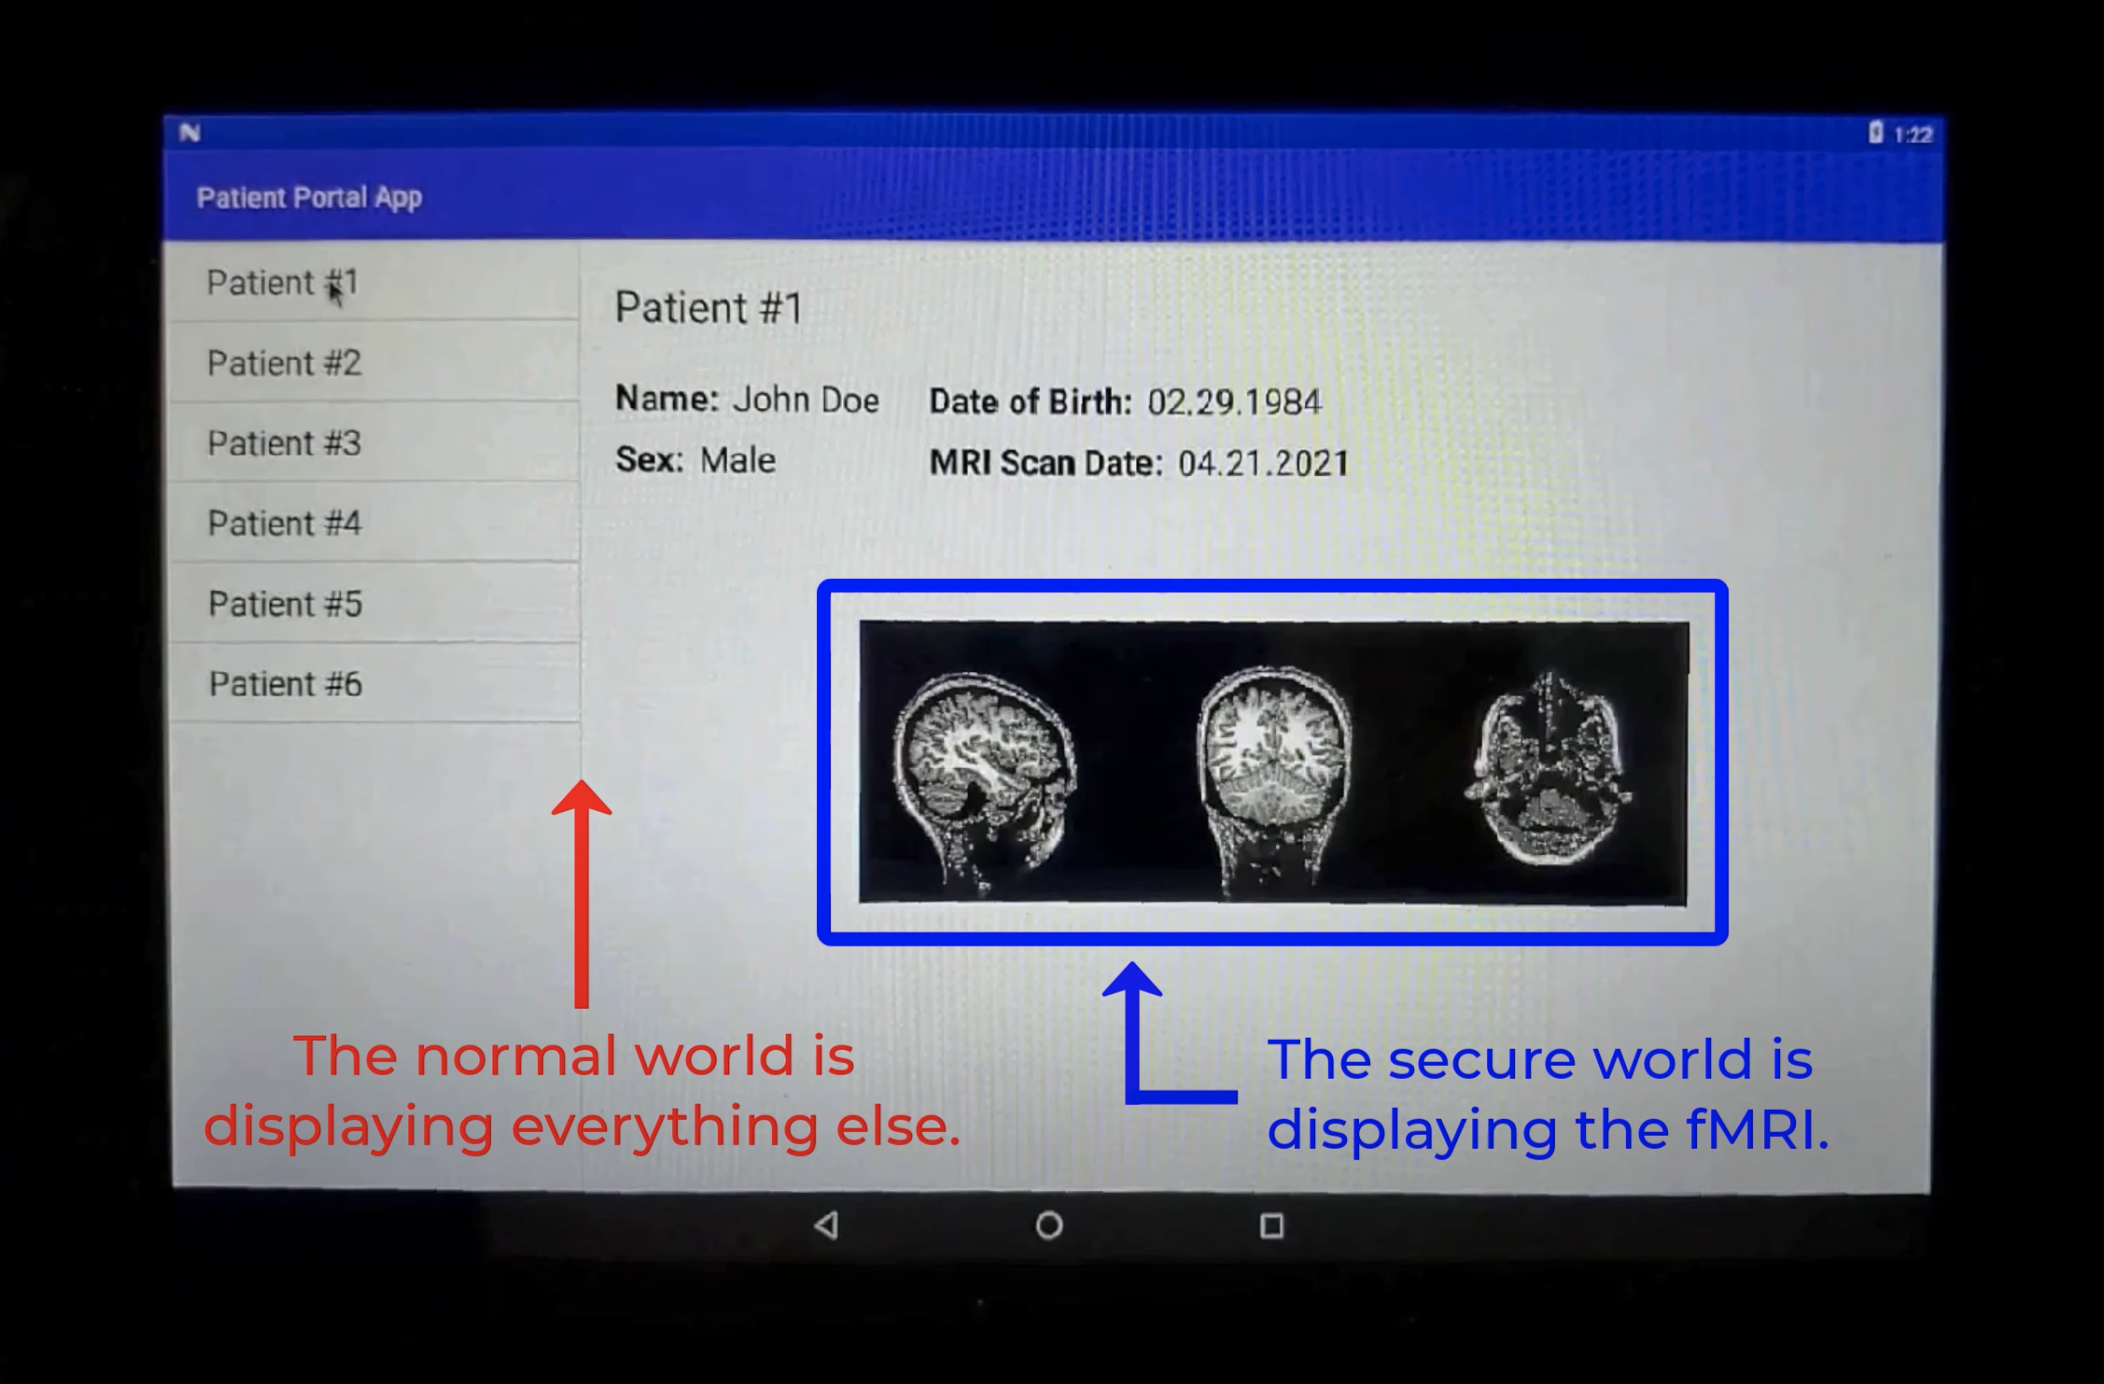 N
1:22
Patient Portal App
Patient #1
Patient #2
Patient #3
Patient #4
Patient #5
Patient #6
Patient #1
Name: John Doe Date of Birth: 02.29.1984
Sex: Male MRI Scan Date: 04.21.2021
The normal world is
displaying everything else.
The secure world is
displaying the fMRI.